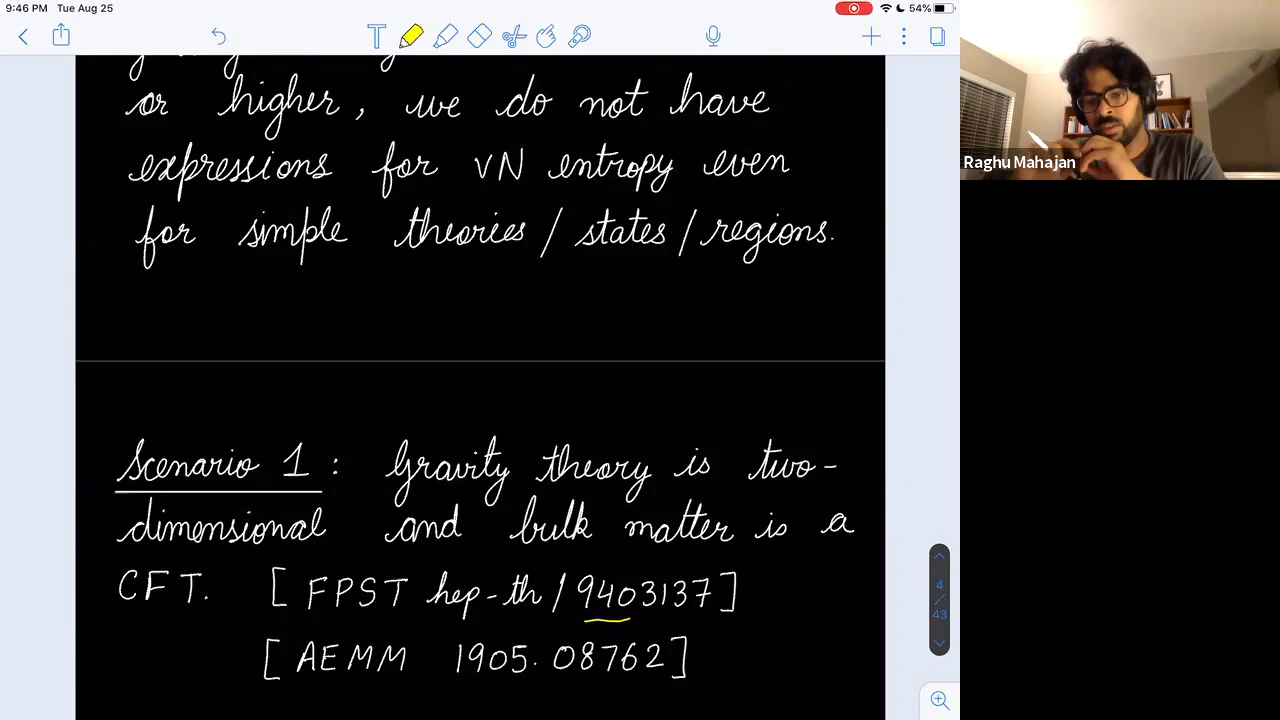 9:46 PM Tue Aug 25
54%
or higher, we do not have
expressions for vN entropy even
for simple theories / states / regions.
Scenario 1 : Gravity theory is two-
dimensional and bulk matter is a
CFT. [ FPST hep-th / 9403137 ]
[ AEMM 1905.08762 ]
4
/
43
Raghu Mahajan